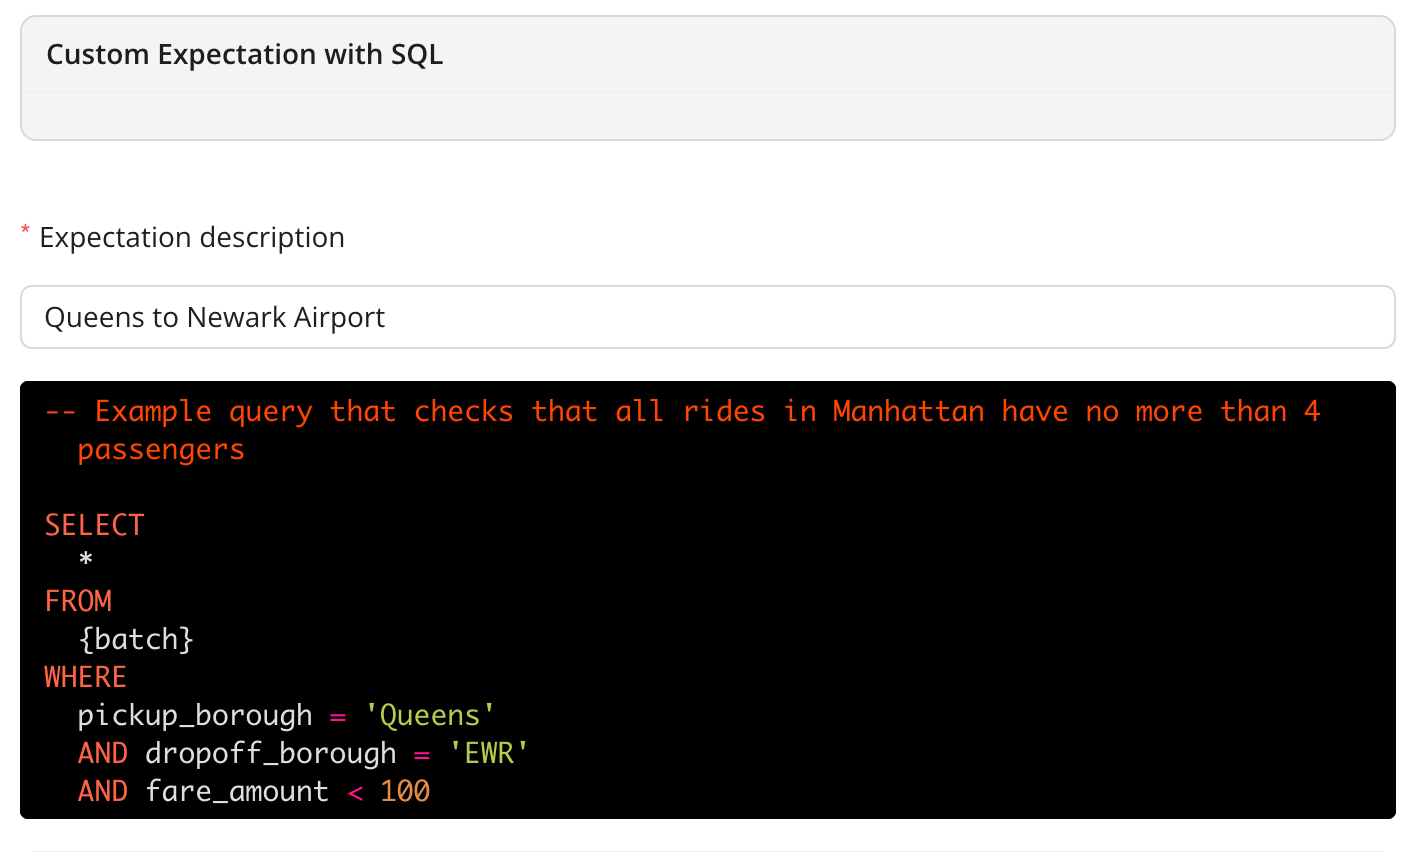 Custom Expectation with SQL
* Expectation description
Queens to Newark Airport
-- Example query that checks that all rides in Manhattan have no more than 4
passengers
SELECT
*
FROM
{batch}
WHERE
pickup_borough = 'Queens'
AND dropoff_borough = 'EWR'
AND fare_amount < 100